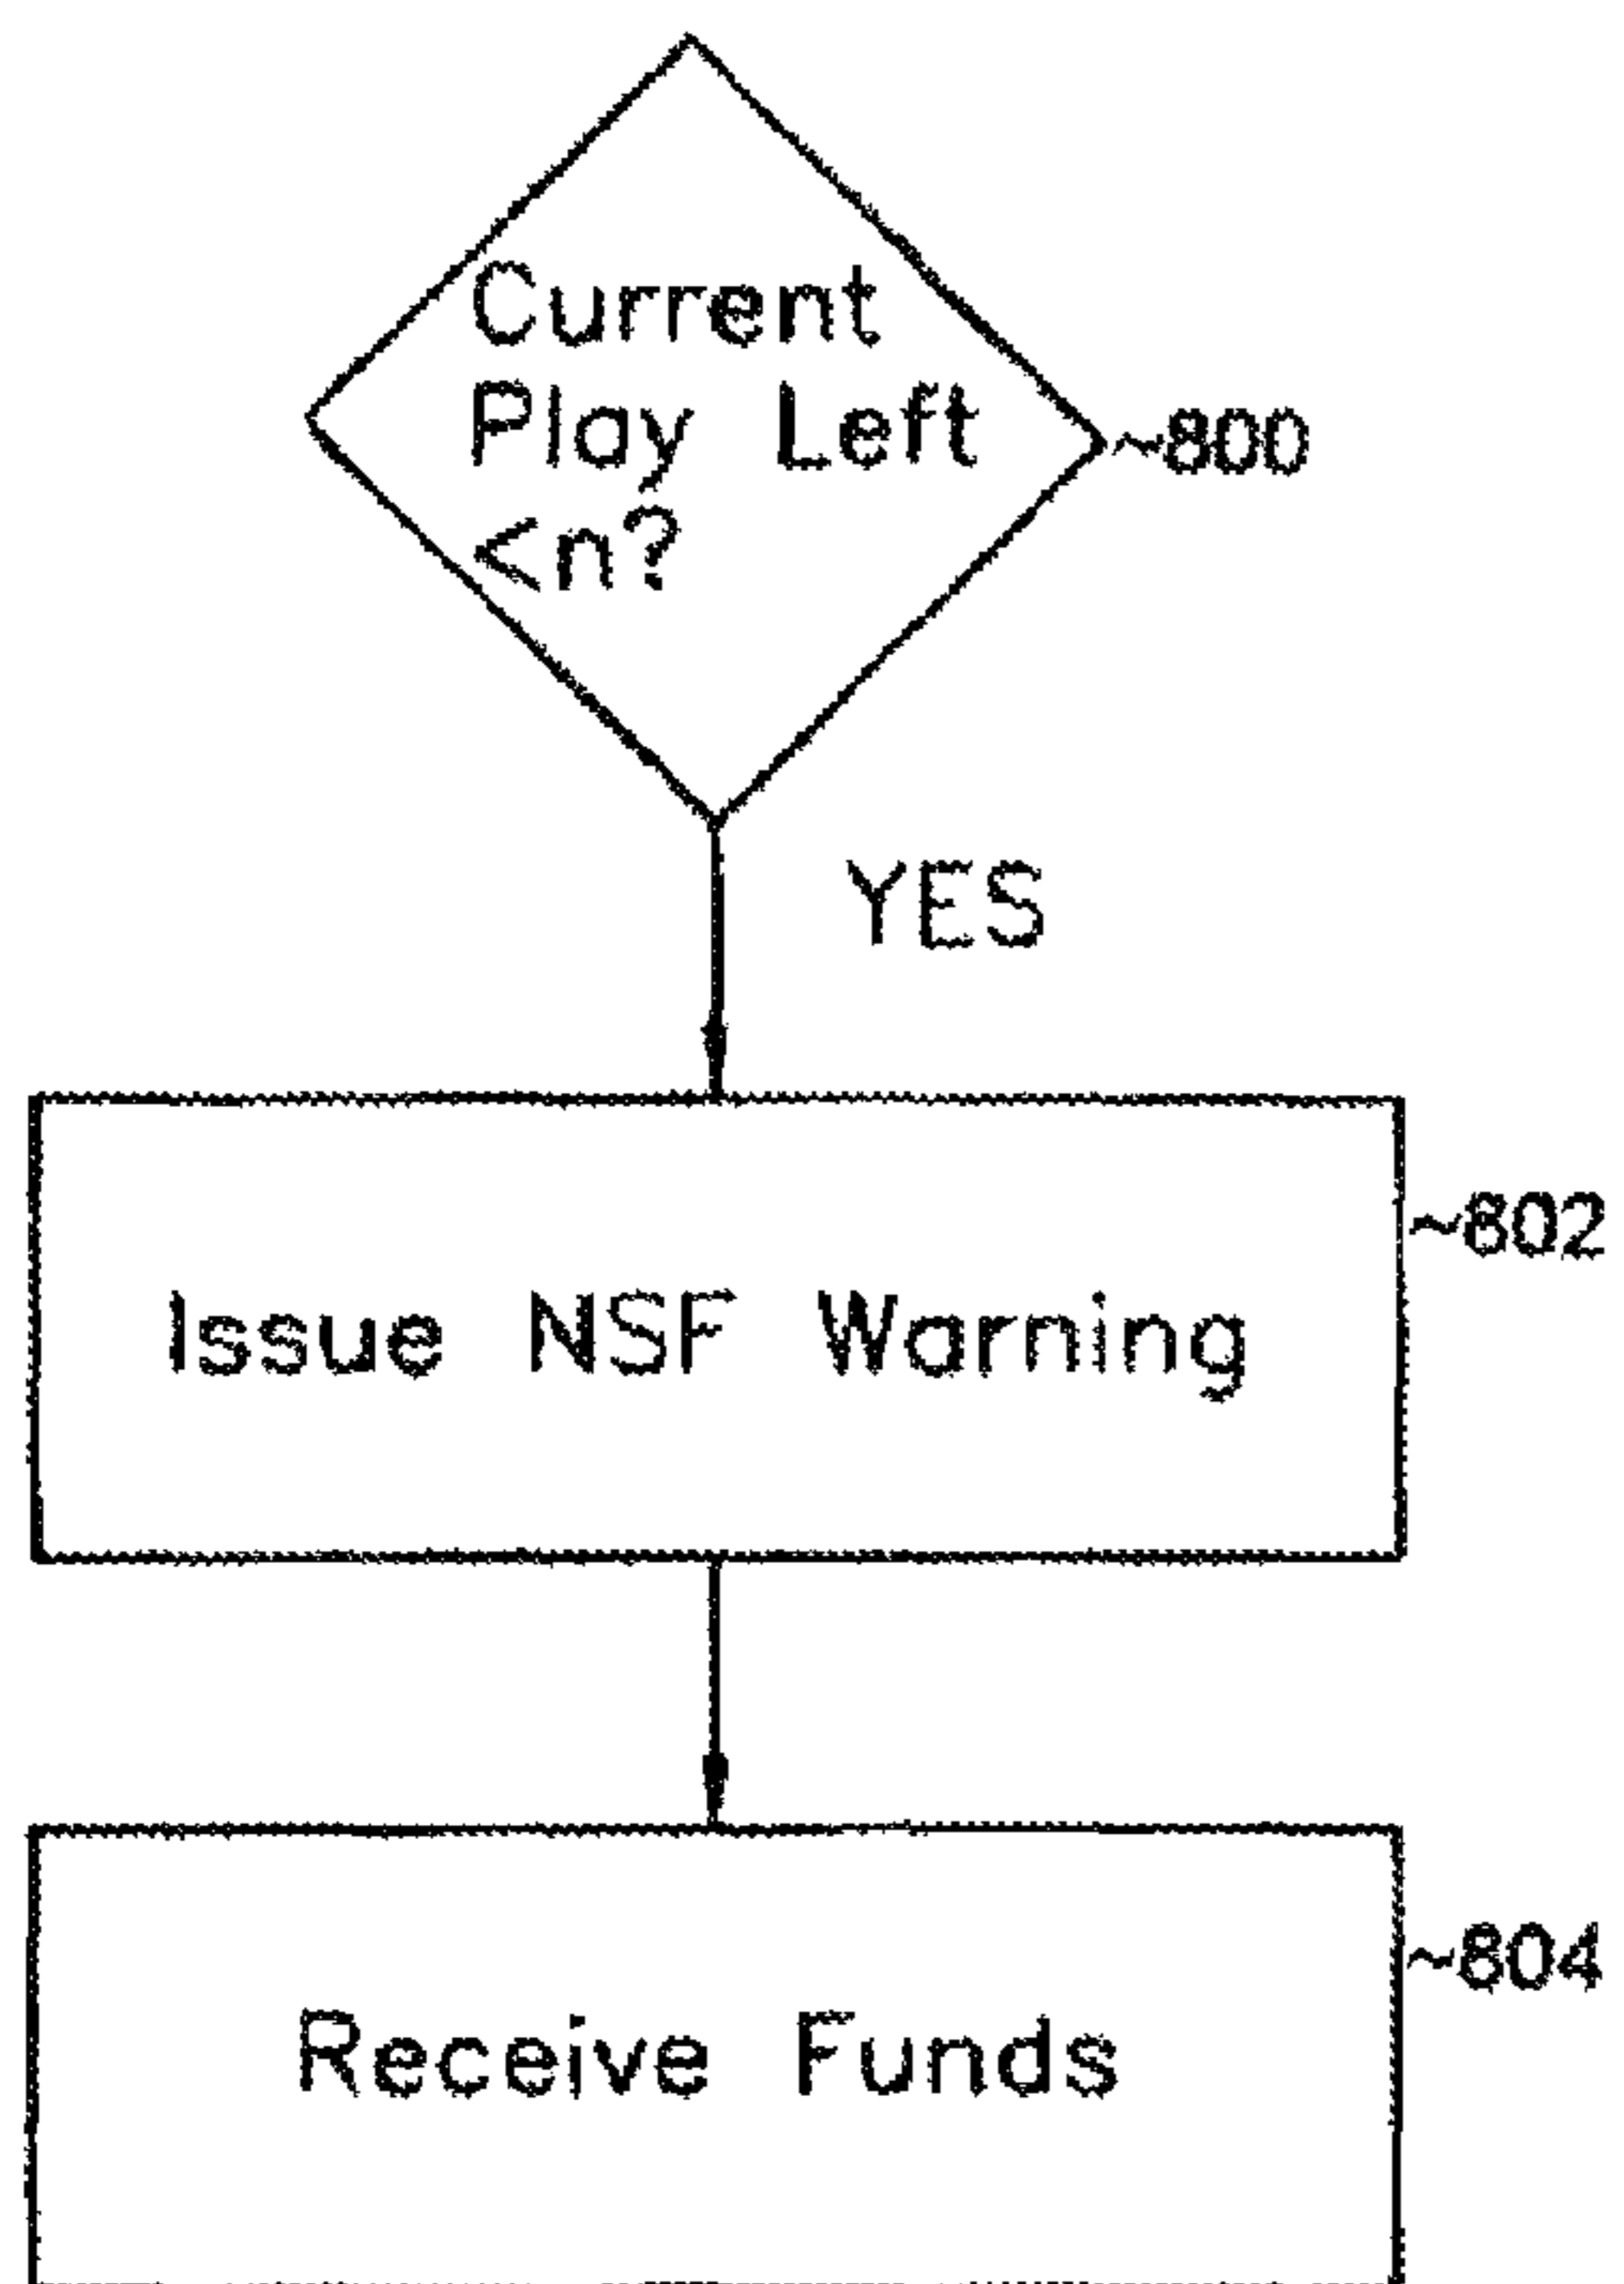 Current
Play Left
<n?
~800
YES
~802
Issue NSF Warning
~804
Receive Funds